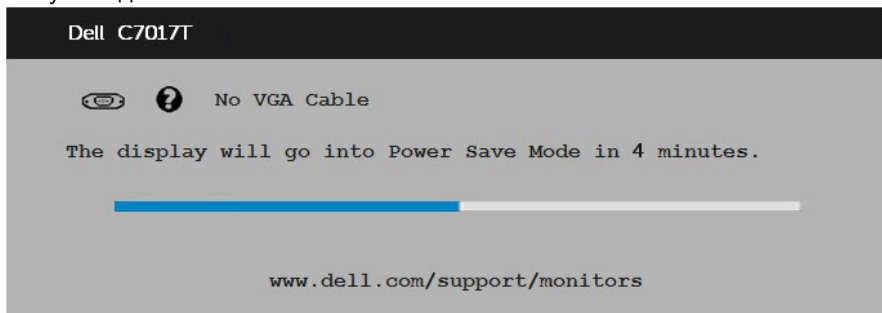 Dell C7017T
No VGA Cable
The display will go into Power Save Mode in 4 minutes.
www.dell.com/support/monitors